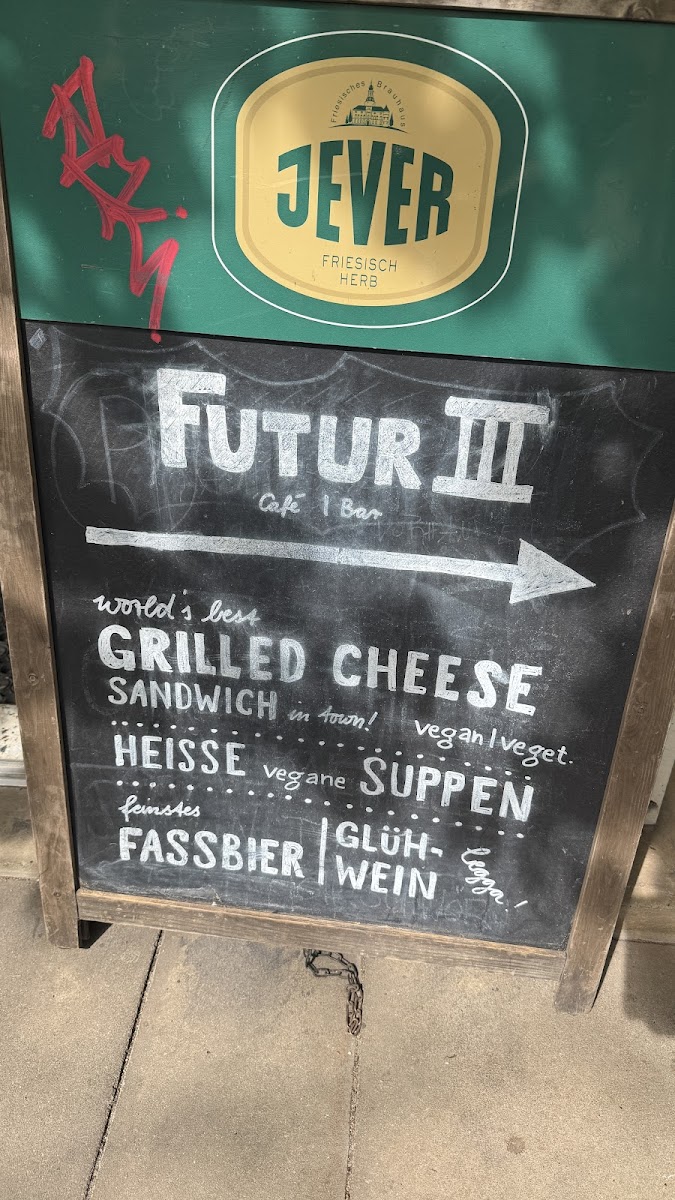 Friesisches Brauhaus
JEVER
FRIESISCH
HERB
FUTUR III
Café | Bar
world's best
GRILLED CHEESE
SANDWICH in town! vegan | veget.
HEISSE vegane SUPPEN
feinstes
FASSBIER | GLÜH-
WEIN
legga!